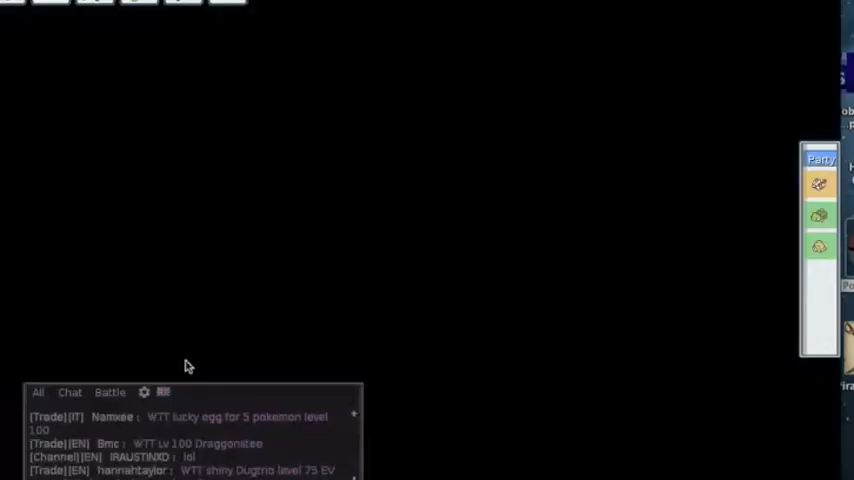 Party
All Chat Battle
[Trade][IT] Namxee : WTT lucky egg for 5 pokemon level
100
[Trade][EN] Bmc : WTT Lv 100 Draggoniteo
[Channel][EN] IRAUSTINXD : lol
[Trade][EN] hannahtaylor : WTT shiny Dugtrio level 75 EV